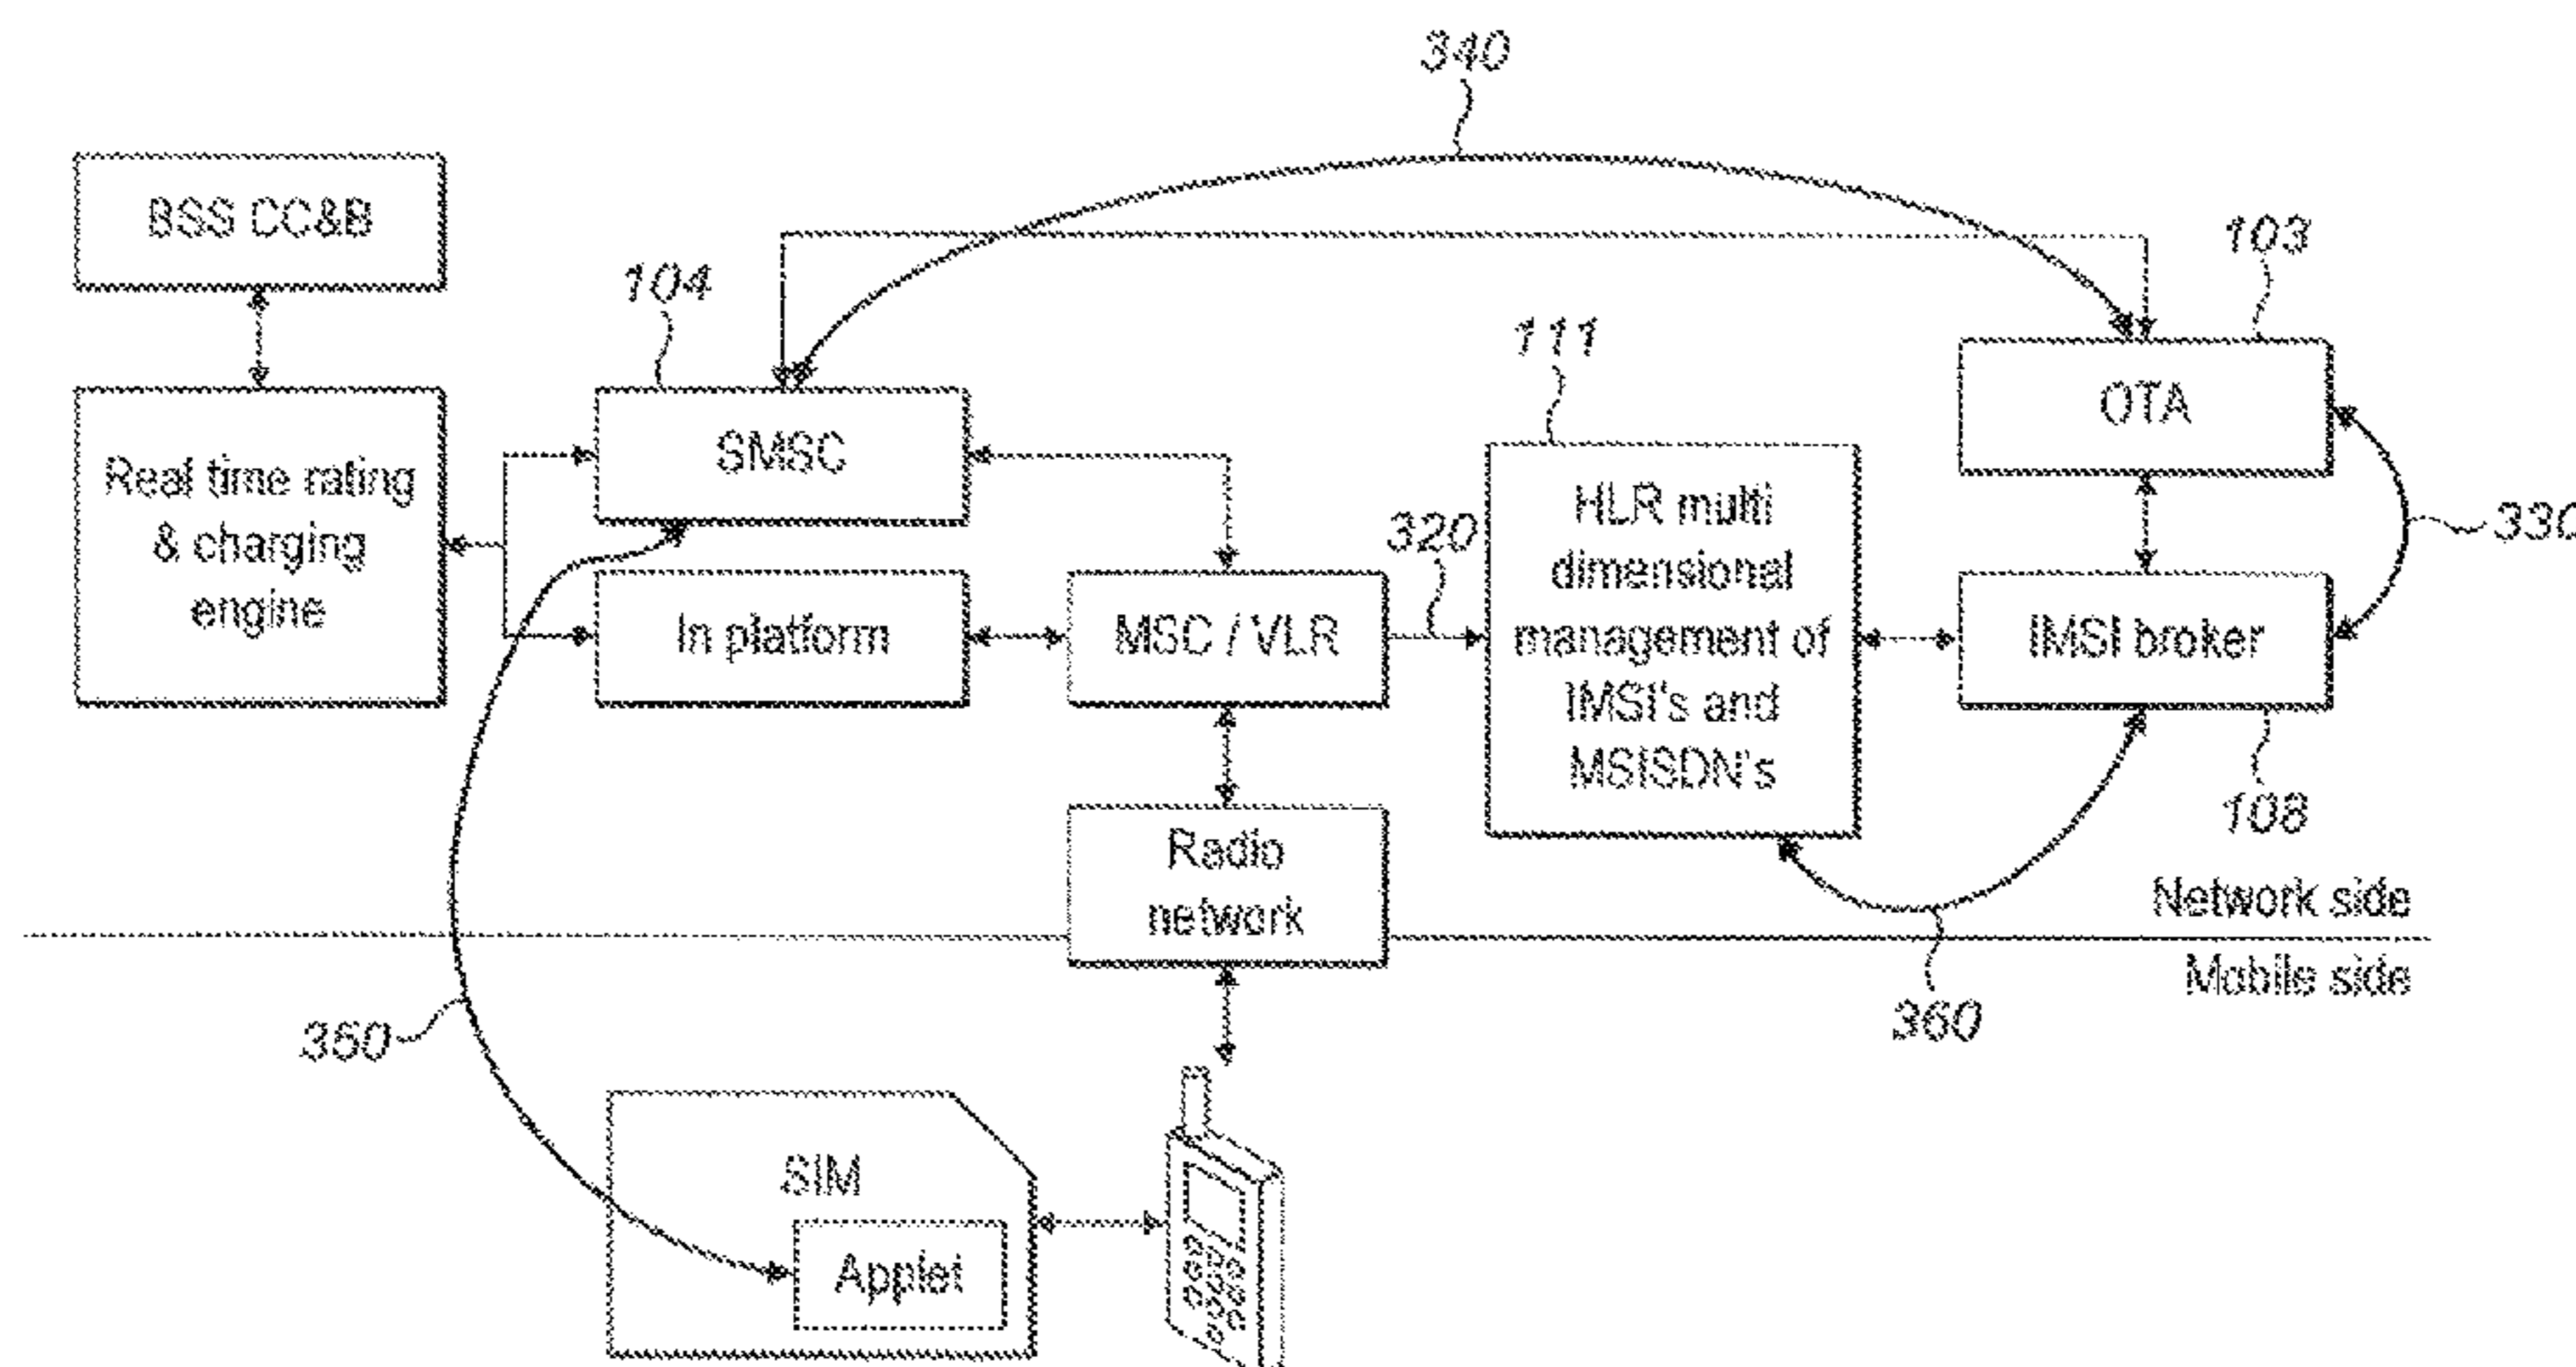 340
BSS CC&B
104
103
111
OTA
SMSC
Real time rating
& charging
engine
320
HLR multi
dimensional
management of
IMSI's and
MSISDN's
330
In platform
MSC / VLR
IMSI broker
108
Radio
network
Network side
Mobile side
350
360
SIM
Applet